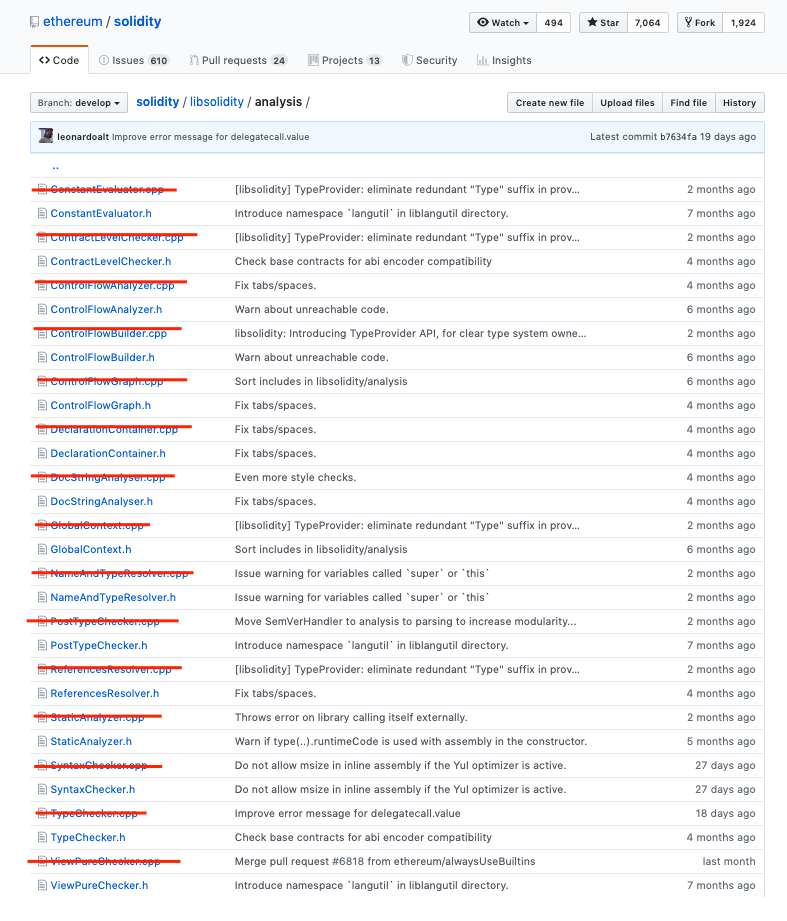 ethereum / solidity
Watch 494 Star 7,064 Fork 1,924
Code Issues 610 Pull requests 24 Projects 13 Security Insights
Branch: develop solidity / libsolidity / analysis / Create new file Upload files Find file History
leonardoalt Improve error message for delegatecall.value Latest commit b7634fa 19 days ago
..
ConstantEvaluator.cpp [libsolidity] TypeProvider: eliminate redundant "Type" suffix in prov... 2 months ago
ConstantEvaluator.h Introduce namespace `langutil` in liblangutil directory. 7 months ago
ContractLevelChecker.cpp [libsolidity] TypeProvider: eliminate redundant "Type" suffix in prov... 2 months ago
ContractLevelChecker.h Check base contracts for abi encoder compatibility 4 months ago
ControlFlowAnalyzer.cpp Fix tabs/spaces. 4 months ago
ControlFlowAnalyzer.h Warn about unreachable code. 6 months ago
ControlFlowBuilder.cpp libsolidity: Introducing TypeProvider API, for clear type system owne... 2 months ago
ControlFlowBuilder.h Warn about unreachable code. 6 months ago
ControlFlowGraph.cpp Sort includes in libsolidity/analysis 6 months ago
ControlFlowGraph.h Fix tabs/spaces. 4 months ago
DeclarationContainer.cpp Fix tabs/spaces. 4 months ago
DeclarationContainer.h Fix tabs/spaces. 4 months ago
DocStringAnalyser.cpp Even more style checks. 4 months ago
DocStringAnalyser.h Fix tabs/spaces. 4 months ago
GlobalContext.cpp [libsolidity] TypeProvider: eliminate redundant "Type" suffix in prov... 2 months ago
GlobalContext.h Sort includes in libsolidity/analysis 6 months ago
NameAndTypeResolver.cpp Issue warning for variables called `super` or `this` 2 months ago
NameAndTypeResolver.h Issue warning for variables called `super` or `this` 2 months ago
PostTypeChecker.cpp Move SemVerHandler to analysis to parsing to increase modularity... 2 months ago
PostTypeChecker.h Introduce namespace `langutil` in liblangutil directory. 7 months ago
ReferencesResolver.cpp [libsolidity] TypeProvider: eliminate redundant "Type" suffix in prov... 2 months ago
ReferencesResolver.h Fix tabs/spaces. 4 months ago
StaticAnalyzer.cpp Throws error on library calling itself externally. 2 months ago
StaticAnalyzer.h Warn if type(..).runtimeCode is used with assembly in the constructor. 5 months ago
SyntaxChecker.cpp Do not allow msize in inline assembly if the Yul optimizer is active. 27 days ago
SyntaxChecker.h Do not allow msize in inline assembly if the Yul optimizer is active. 27 days ago
TypeChecker.cpp Improve error message for delegatecall.value 18 days ago
TypeChecker.h Check base contracts for abi encoder compatibility 4 months ago
ViewPureChecker.cpp Merge pull request #6818 from ethereum/alwaysUseBuiltins last month
ViewPureChecker.h Introduce namespace `langutil` in liblangutil directory. 7 months ago